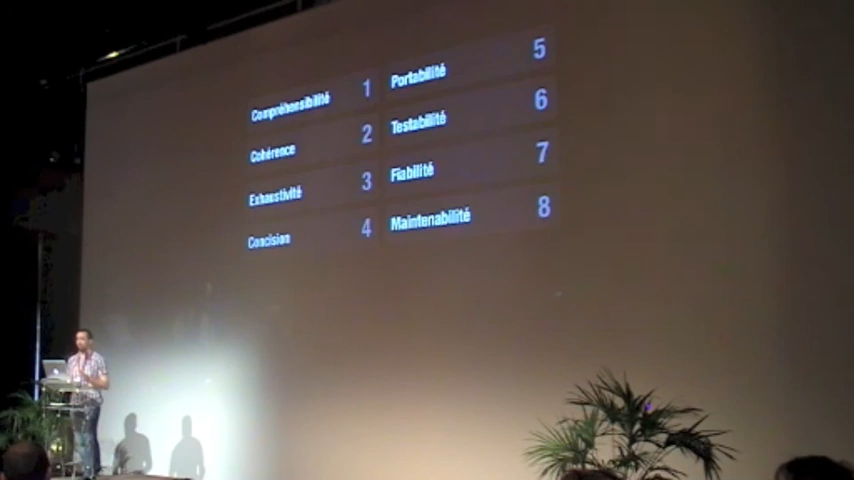 Compréhensibilité 1
Cohérence 2
Exhaustivité 3
Concision 4
Portabilité 5
Testabilité 6
Fiabilité 7
Maintenabilité 8